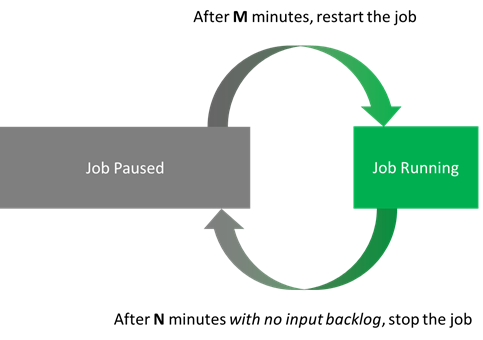 After M minutes, restart the job
Job Paused
Job Running
After N minutes with no input backlog, stop the job